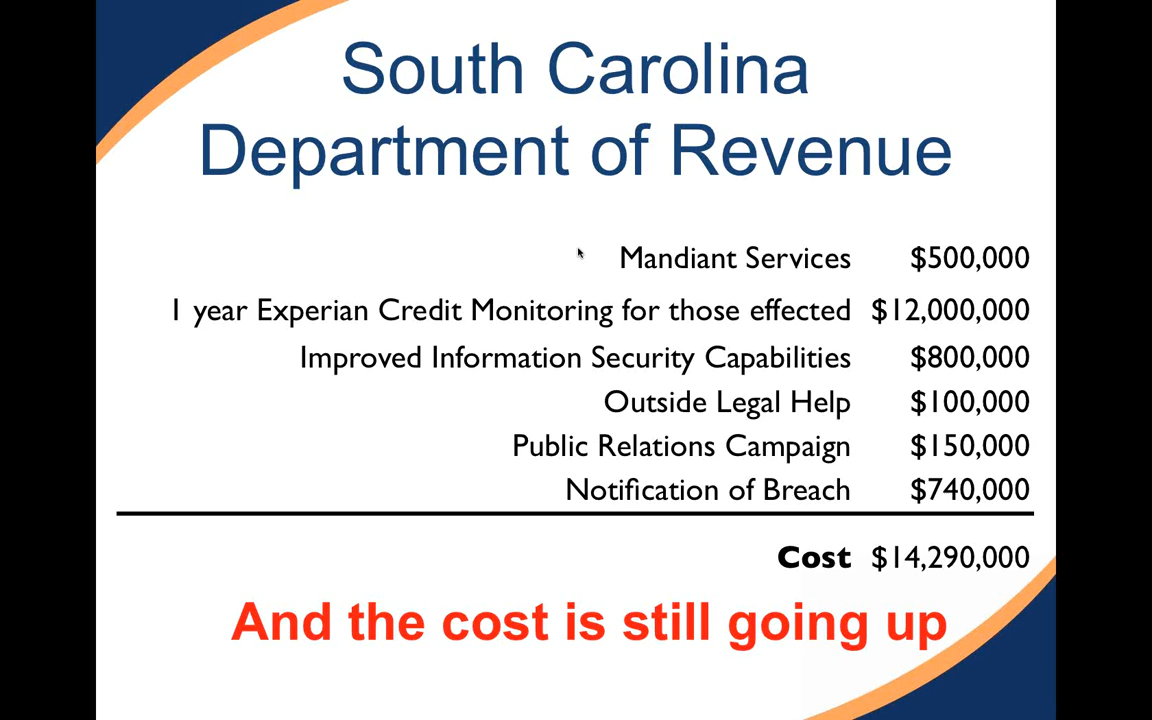 South Carolina
Department of Revenue
Mandiant Services $500,000
1 year Experian Credit Monitoring for those effected $12,000,000
Improved Information Security Capabilities $800,000
Outside Legal Help $100,000
Public Relations Campaign $150,000
Notification of Breach $740,000
Cost $14,290,000
And the cost is still going up